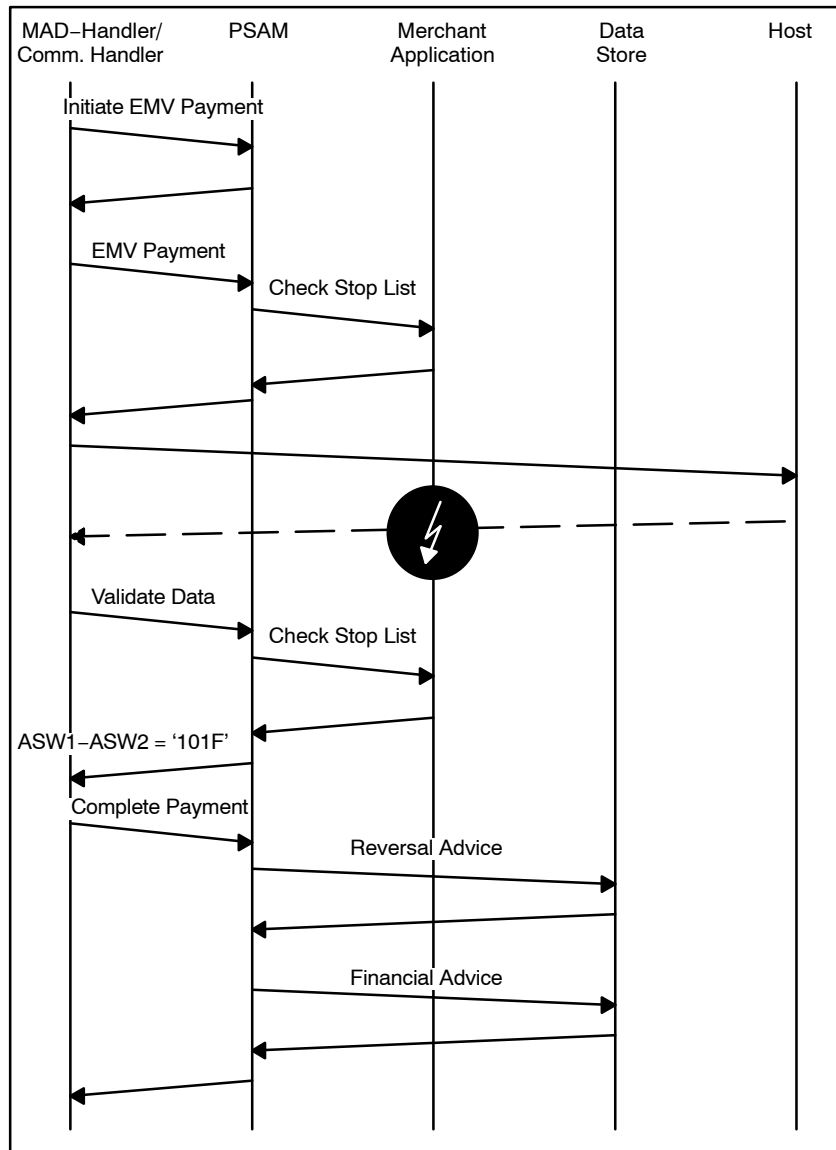 MAD–Handler/
Comm. Handler
PSAM
Merchant
Application
Data
Store
Host
Initiate EMV Payment
EMV Payment
Check Stop List
Validate Data
Check Stop List
ASW1–ASW2 = ‘101F’
Complete Payment
Reversal Advice
Financial Advice